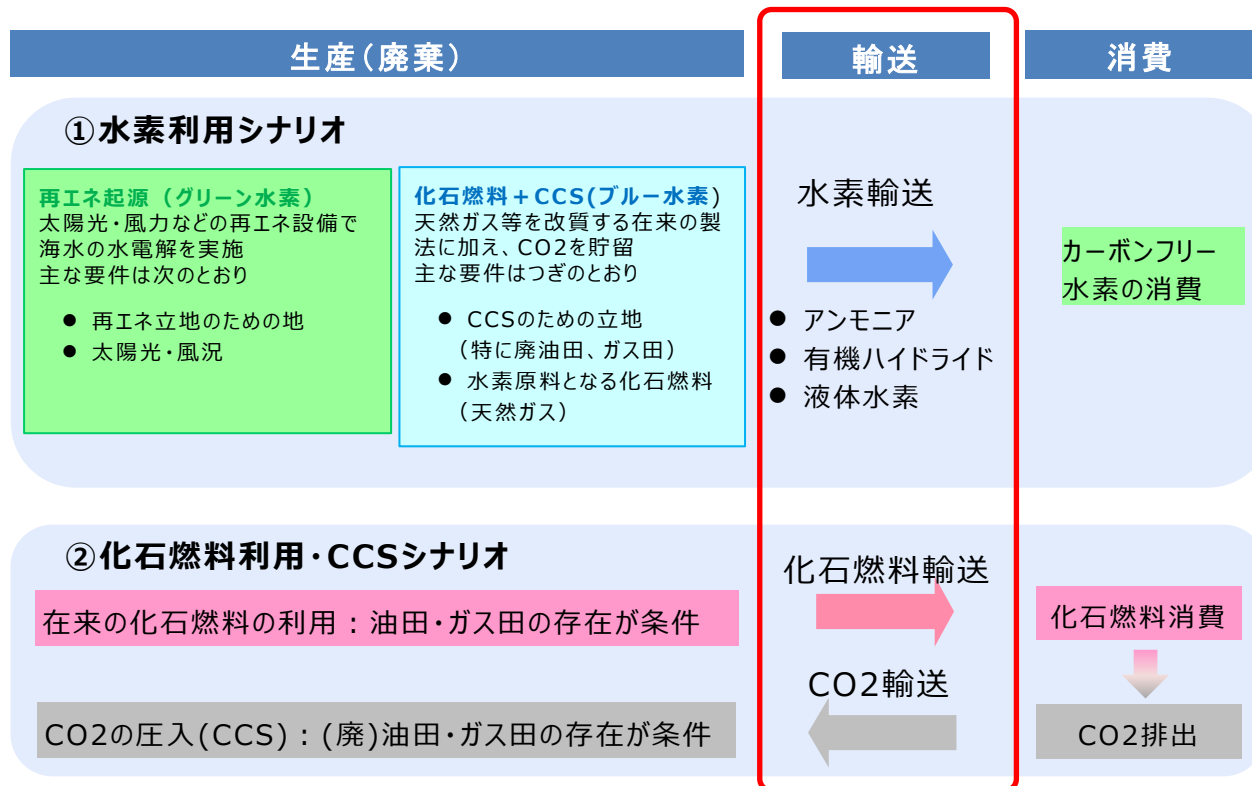 生産(廃棄)
輸送
消費
①水素利用シナリオ
再エネ起源(グリーン水素)
太陽光・風力などの再エネ設備で
海水の水電解を実施
主な要件は次のとおり
● 再エネ立地のための地
● 太陽光・風況
化石燃料+CCS(ブルー水素)
天然ガス等を改質する在来の製
法に加え、CO2を貯留
主な要件はつぎのとおり
● CCSのための立地
(特に廃油田、ガス田)
● 水素原料となる化石燃料
(天然ガス)
水素輸送
● アンモニア
● 有機ハイドライド
● 液体水素
カーボンフリー
水素の消費
②化石燃料利用・CCSシナリオ
在来の化石燃料の利用:油田・ガス田の存在が条件
化石燃料輸送
化石燃料消費
CO2の圧入(CCS):(廃)油田・ガス田の存在が条件
CO2輸送
CO2排出